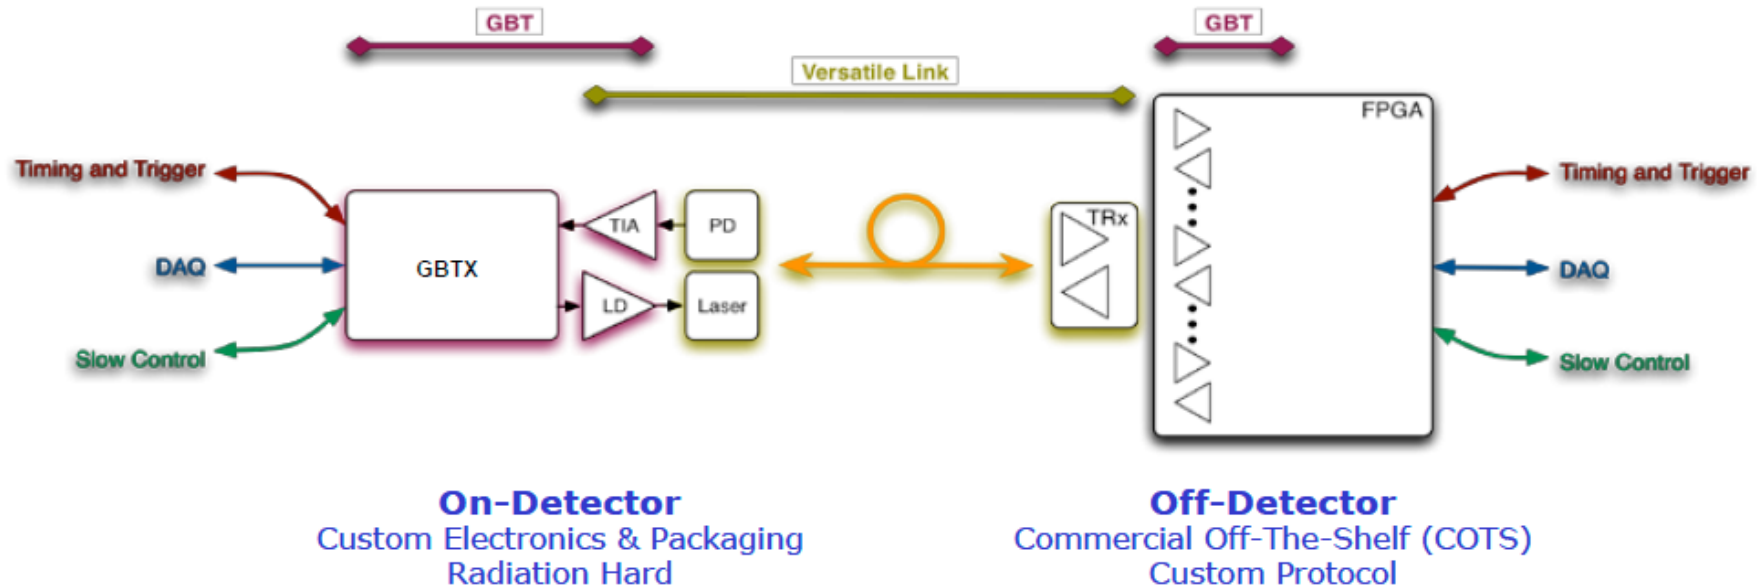 GBT
GBT
Versatile Link
FPGA
Timing and Trigger
Timing and Trigger
TIA
PD
TRx
DAQ
GBTX
DAQ
LD
Laser
Slow Control
Slow Control
On-Detector
Custom Electronics & Packaging
Radiation Hard
Off-Detector
Commercial Off-The-Shelf (COTS)
Custom Protocol